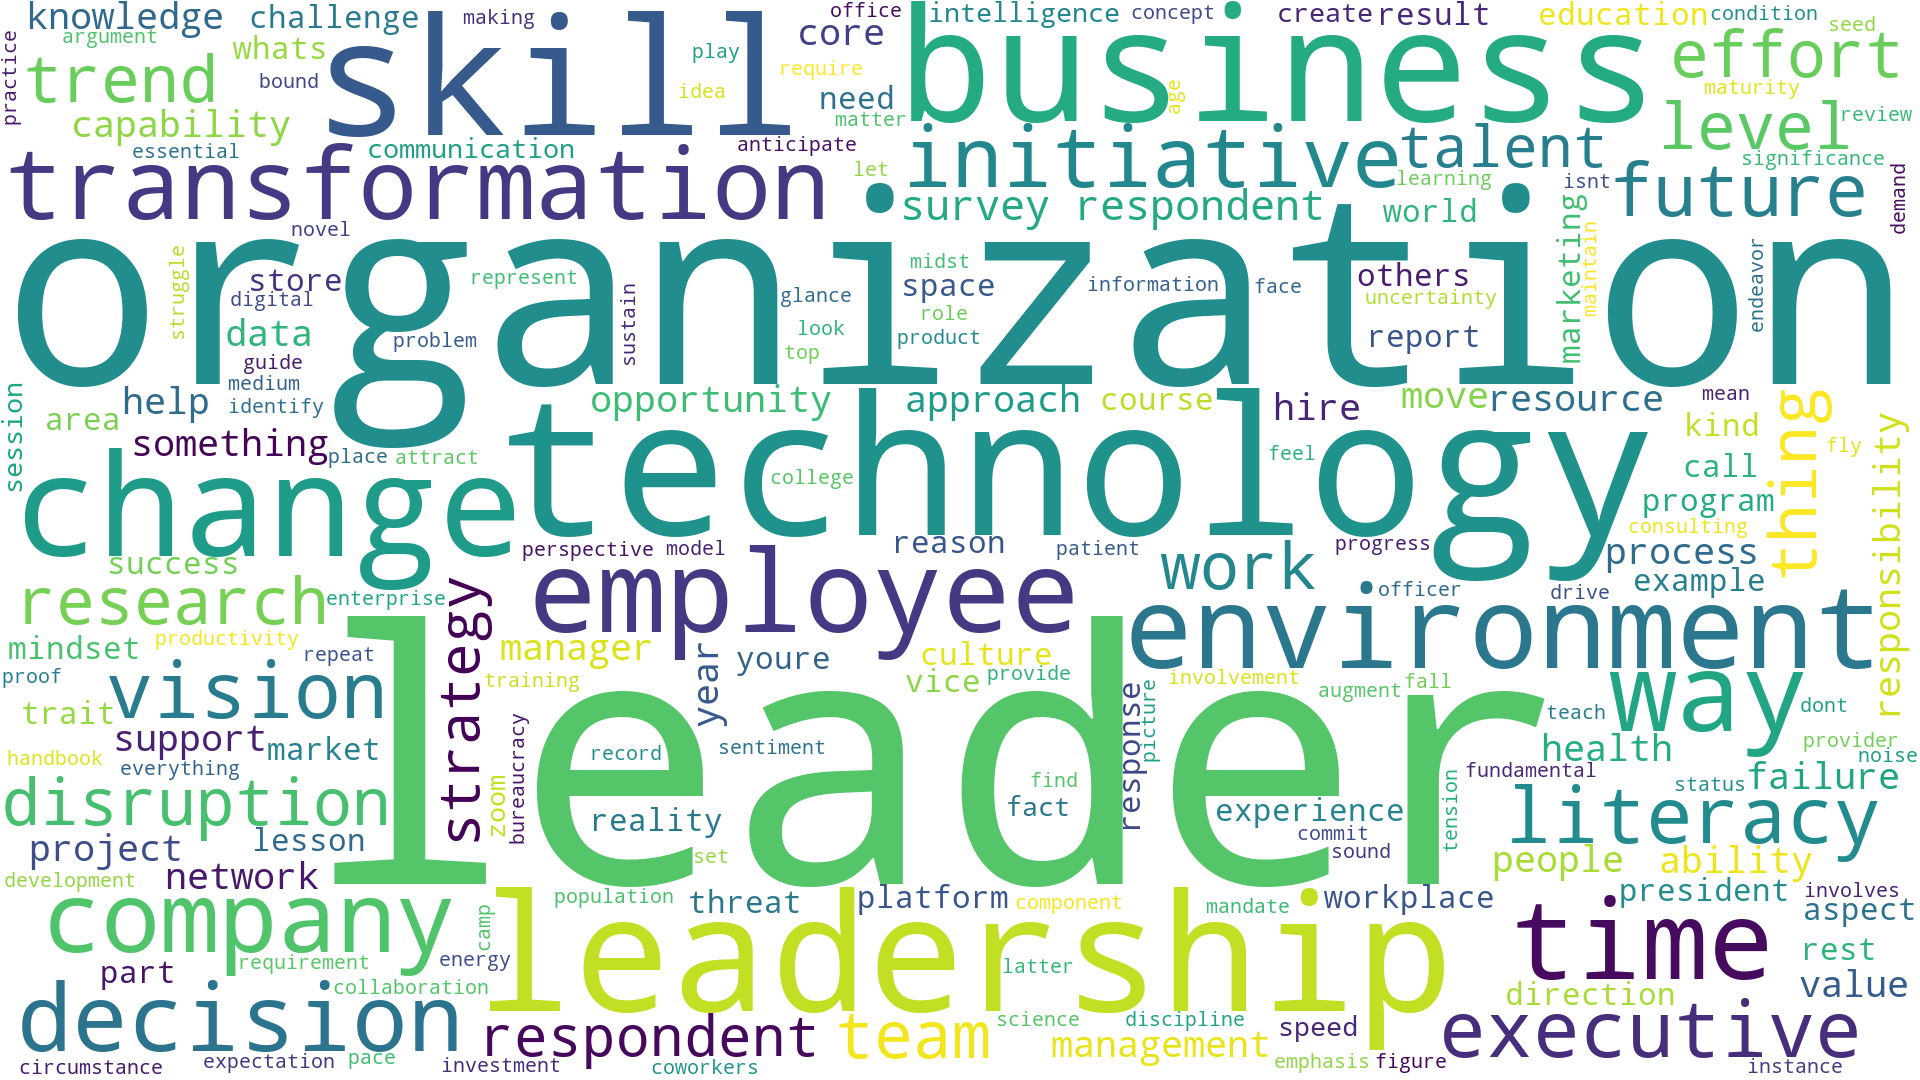 knowledge
challenge
making
office
intelligence
concept
create
result
education
condition
seed
argument
whats
skill
play
core
business
effort
practice
trend
bound
idea
require
need
age
maturity
capability
matter
level
review
essential
communication
anticipate
initiative
talent
significance
transformation
let
learning
isnt
future
demand
survey respondent
world
marketing
novel
organization
struggle
store
represent
midst
space
information
face
others
uncertainty
maintain
endeavor
digital
glance
role
data
problem
sustain
look
product
report
guide
top
medium
help
identify
opportunity
approach
course
hire
move
resource
mean
thing
session
area
something
technology
kind
responsibility
place
attract
change
college
feel
call
fly
program
consulting
perspective
model
reason
patient
progress
process
success
employee
work
example
research
enterprise
strategy
officer
drive
environment
mindset
productivity
repeat
manager
year
youre
culture
proof
vision
training
vice
provide
involvement
augment
fall
way
trait
response
picture
teach
dont
support
market
bureaucracy
record
sentiment
leader
health
provider
handbook
everything
find
fundamental
noise
disruption
zoom
fact
tension
status
failure
reality
experience
literacy
project
lesson
set
commit
sound
people
ability
development
network
population
threat
platform
component
mandate
workplace
president
involves
company
camp
leadership
time
aspect
part
requirement
energy
latter
rest
decision
collaboration
direction
value
respondent
team
science
discipline
speed
executive
management
circumstance
expectation
pace
investment
coworkers
emphasis
figure
instance